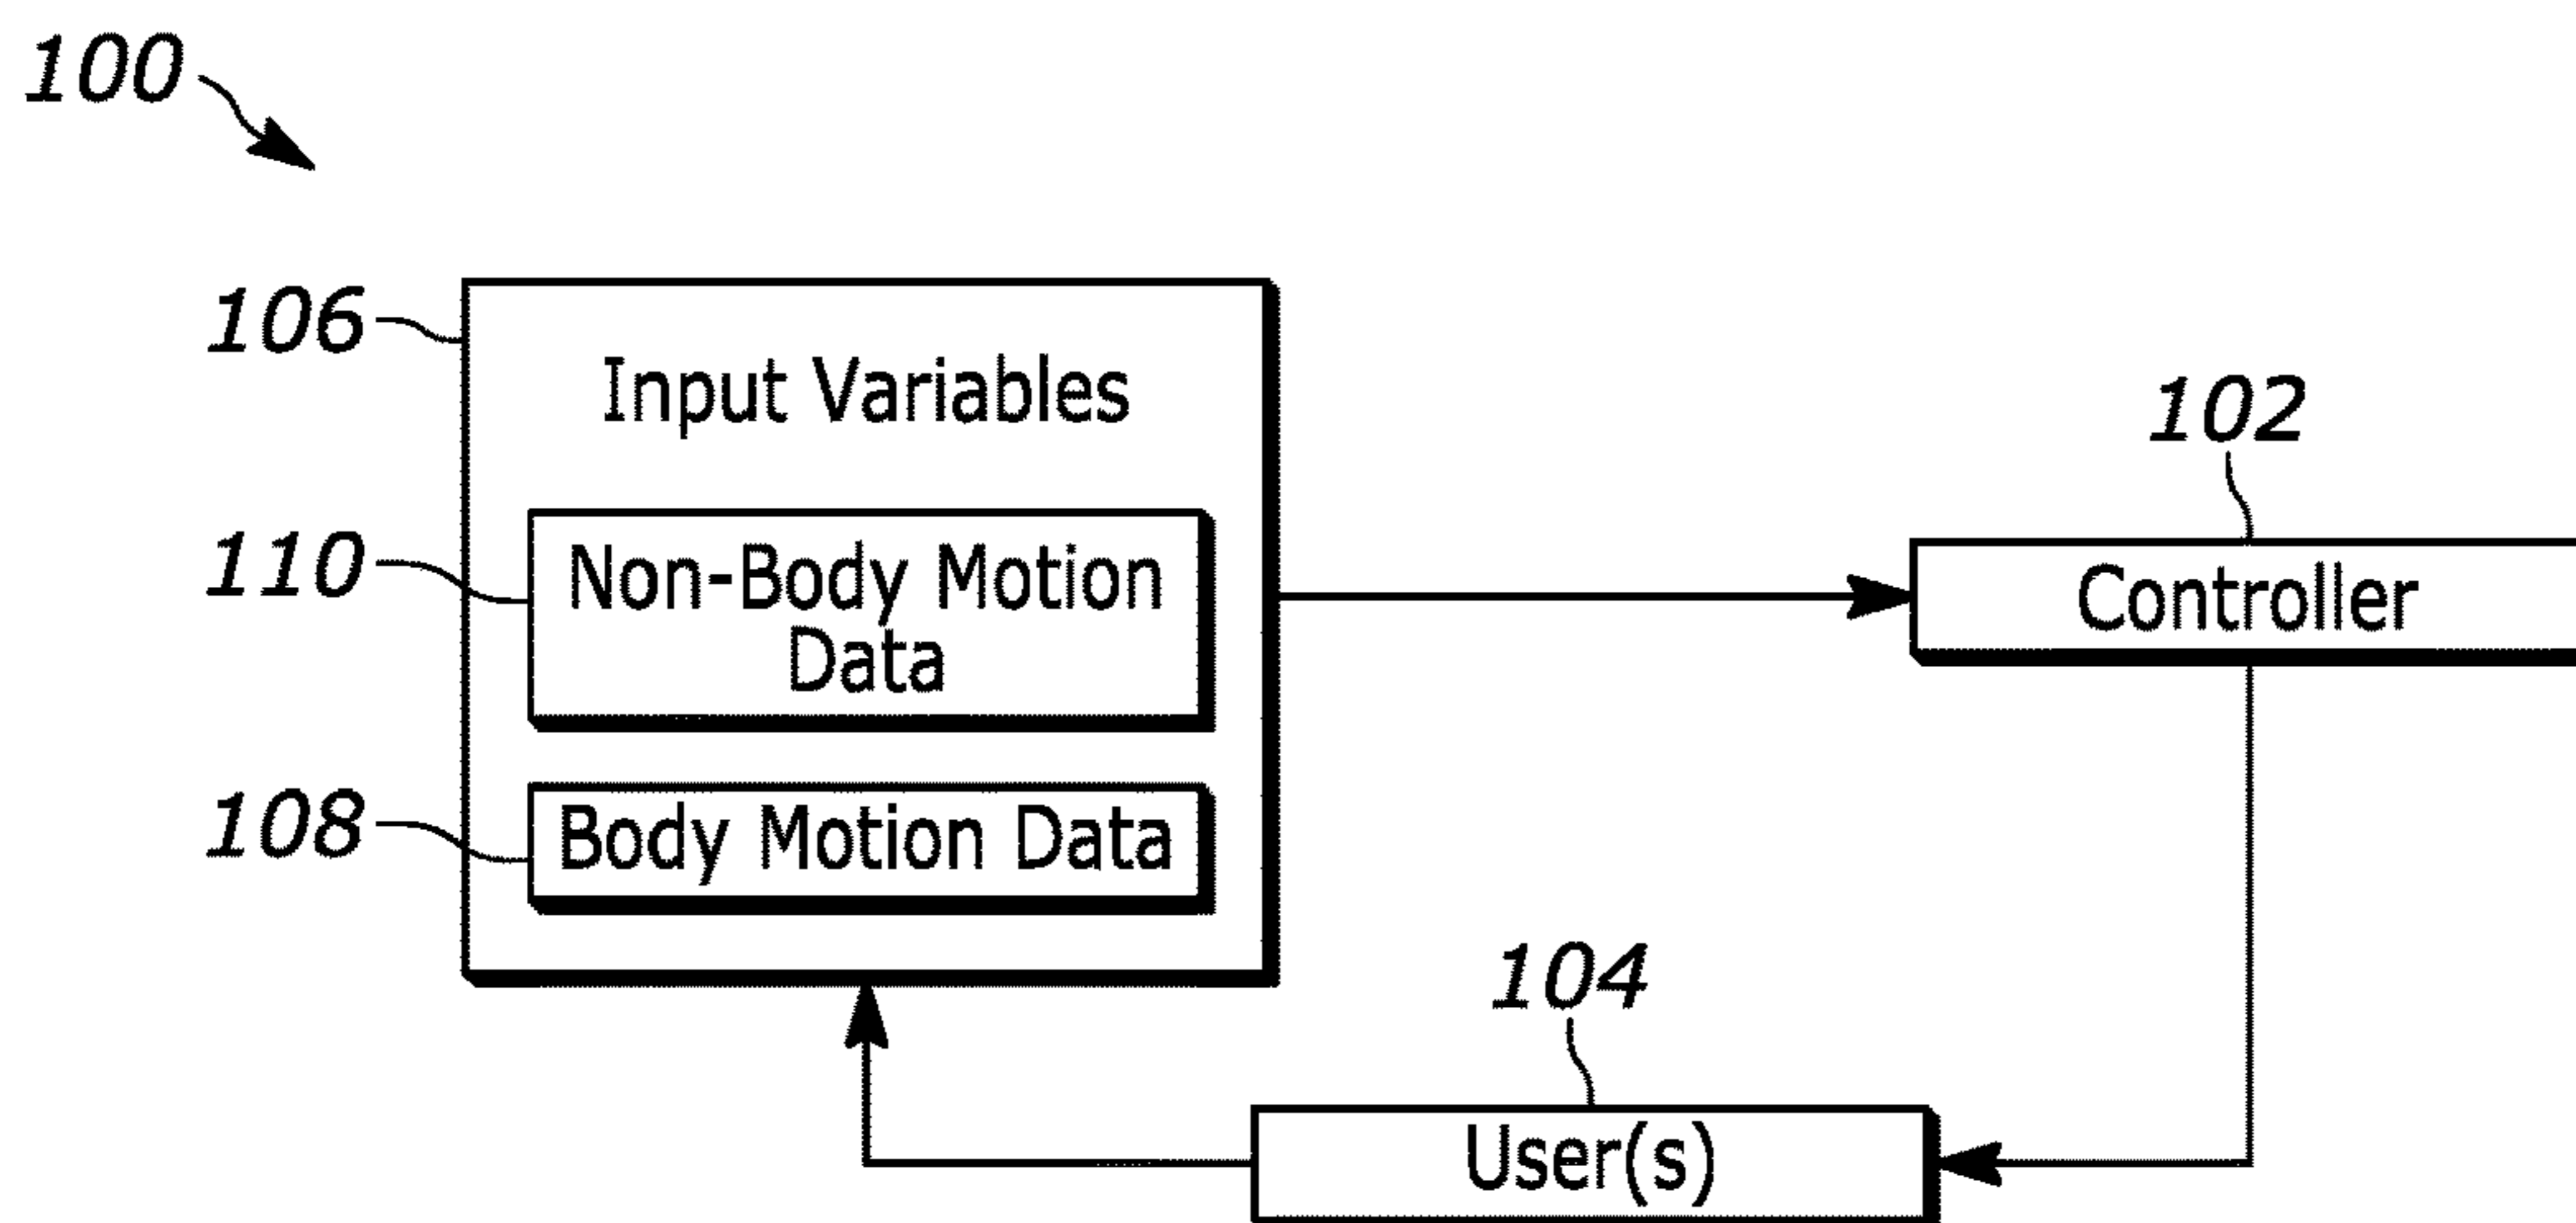 100
106
Input Variables
102
110
Non-Body Motion
Data
Controller
108
Body Motion Data
104
User(s)